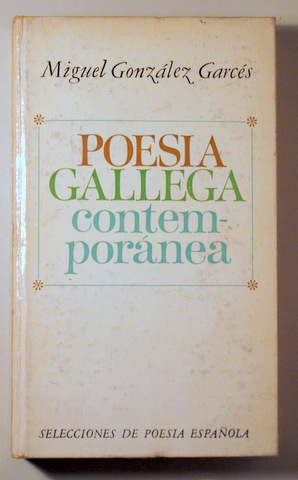 Miguel González Garcés
POESIA
GALLEGA
contem-
poránea
SELECCIONES DE POESIA ESPAÑOLA